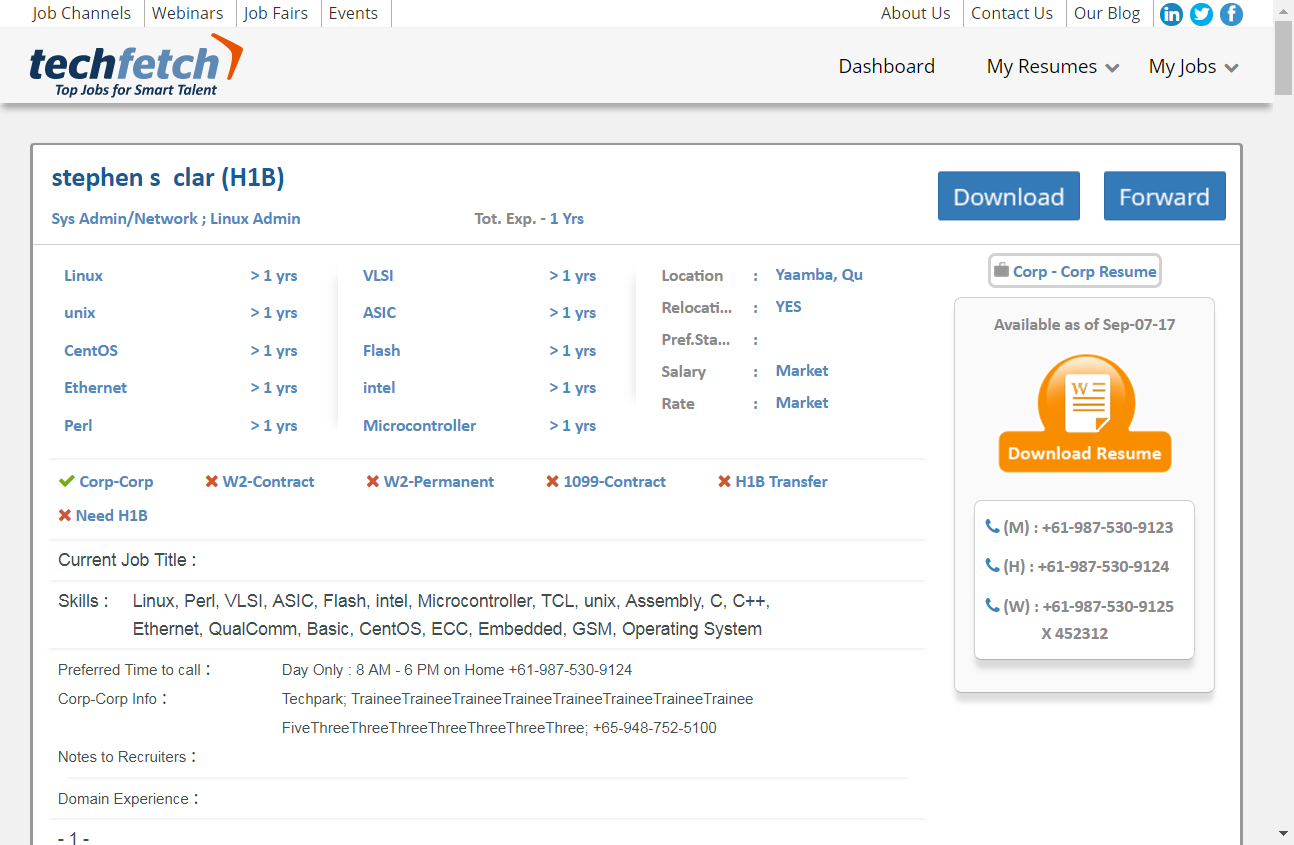 Job Channels Webinars Job Fairs Events About Us Contact Us Our Blog
techfetch
Top Jobs for Smart Talent
Dashboard My Resumes My Jobs
stephen s clar (H1B)
Download Forward
Sys Admin/Network ; Linux Admin Tot. Exp. - 1 Yrs
Linux > 1 yrs VLSI > 1 yrs Location : Yaamba, Qu
unix > 1 yrs ASIC > 1 yrs Relocati... : YES
CentOS > 1 yrs Flash > 1 yrs Pref.Sta... :
Ethernet > 1 yrs intel > 1 yrs Salary : Market
Perl > 1 yrs Microcontroller > 1 yrs Rate : Market
Corp - Corp Resume
Available as of Sep-07-17
W
Download Resume
(M) : +61-987-530-9123
(H) : +61-987-530-9124
(W) : +61-987-530-9125
X 452312
Corp-Corp W2-Contract W2-Permanent 1099-Contract H1B Transfer
Need H1B
Current Job Title :
Skills : Linux, Perl, VLSI, ASIC, Flash, intel, Microcontroller, TCL, unix, Assembly, C, C++,
Ethernet, QualComm, Basic, CentOS, ECC, Embedded, GSM, Operating System
Preferred Time to call : Day Only : 8 AM - 6 PM on Home +61-987-530-9124
Corp-Corp Info : Techpark; TraineeTraineeTraineeTraineeTraineeTraineeTraineeTrainee
FiveThreeThreeThreeThreeThreeThreeThree; +65-948-752-5100
Notes to Recruiters :
Domain Experience :
- 1 -